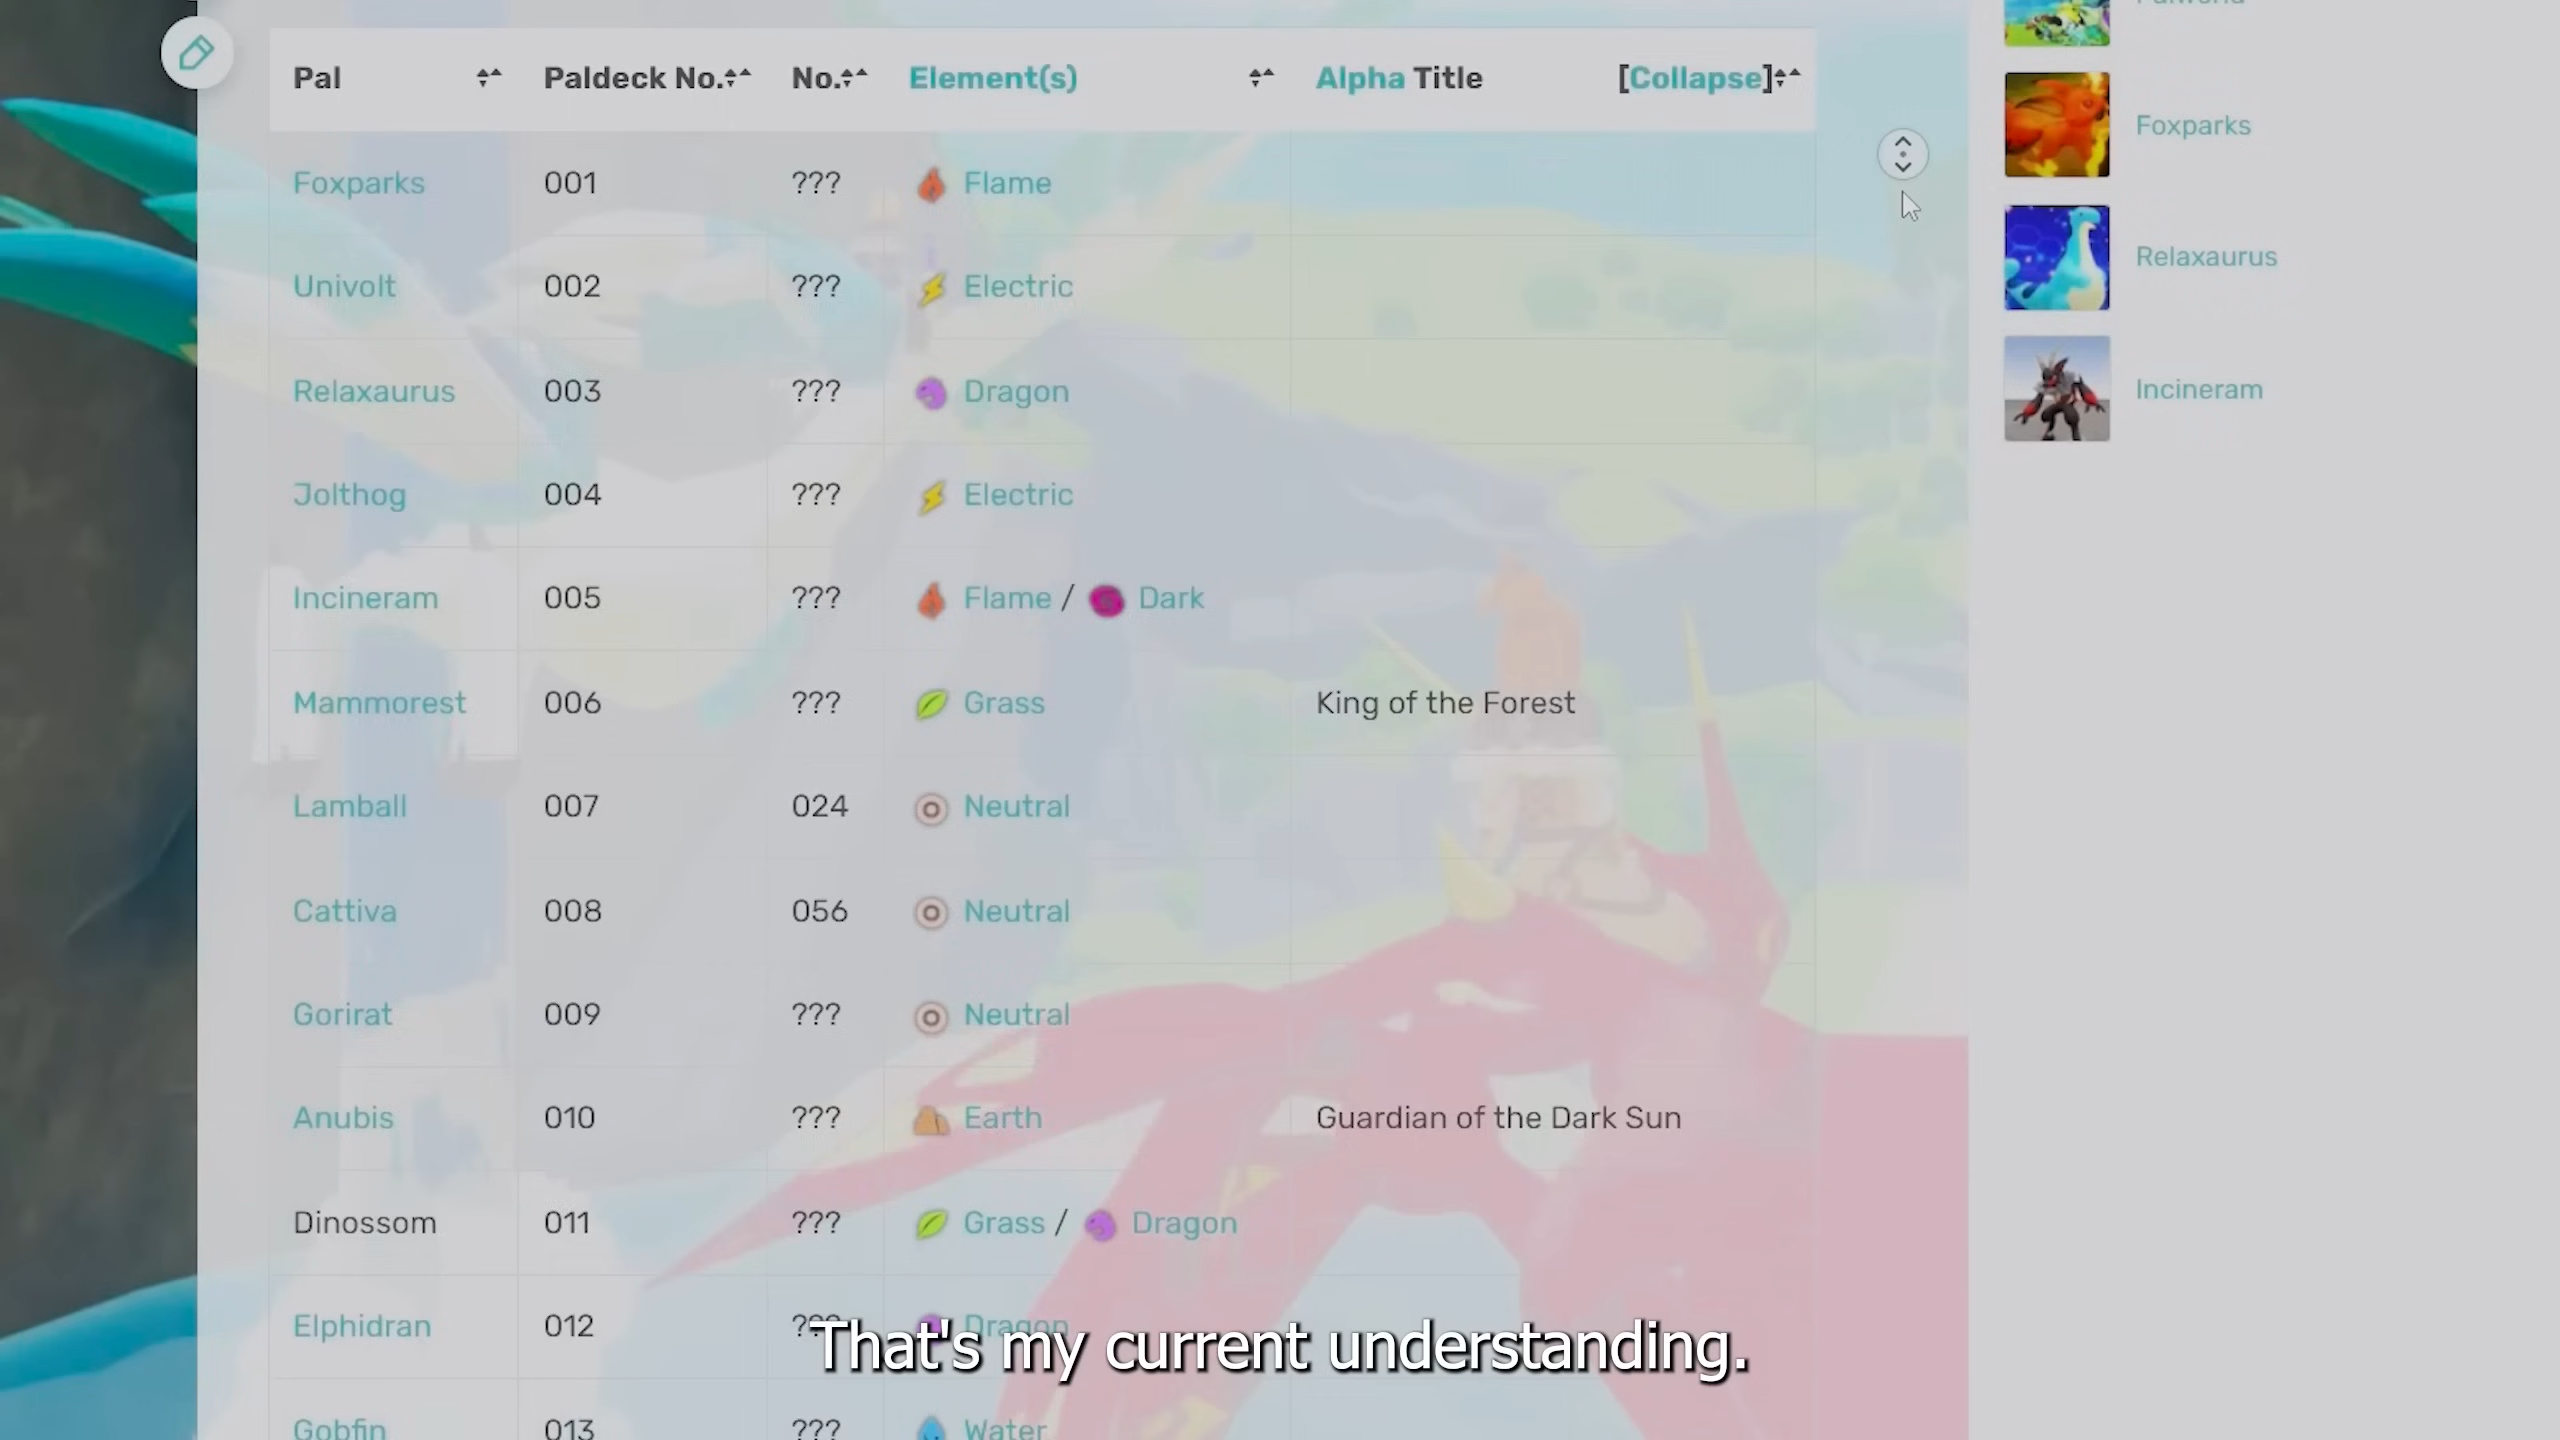 Pal Paldeck No. No. Element(s) Alpha Title [Collapse]
Foxparks 001 ??? Flame
Univolt 002 ??? Electric
Relaxaurus 003 ??? Dragon
Jolthog 004 ??? Electric
Incineram 005 ??? Flame / Dark
Mammorest 006 ??? Grass King of the Forest
Lamball 007 024 Neutral
Cattiva 008 056 Neutral
Gorirat 009 ??? Neutral
Anubis 010 ??? Earth Guardian of the Dark Sun
Dinossom 011 ??? Grass / Dragon
Elphidran 012 ??? Dragon
Gobfin 013 ??? Water
Foxparks
Relaxaurus
Incineram
That's my current understanding.